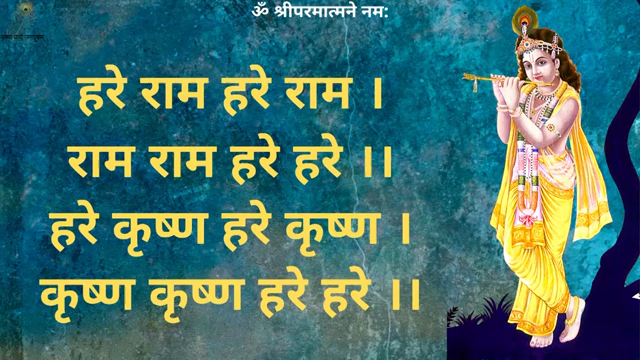 ॐ श्रीपरमात्मने नम:
हरे राम हरे राम ।
राम राम हरे हरे ।।
हरे कृष्ण हरे कृष्ण ।
कृष्ण कृष्ण हरे हरे ।।